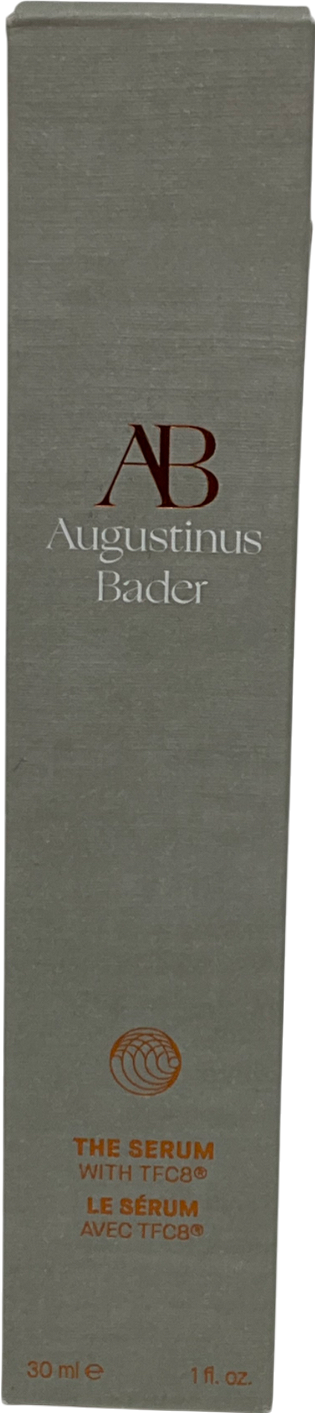 AB
Augustinus
Bader
THE SERUM
WITH TFC8®
LE SÉRUM
AVEC TFC8®
30 ml ℮ 1 fl. oz.